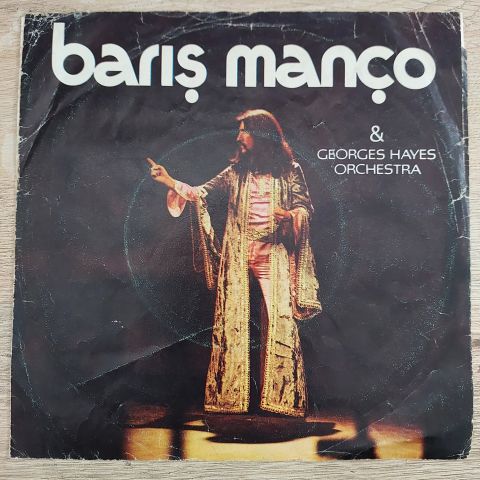 barış manço
&
GEORGES HAYES
ORCHESTRA